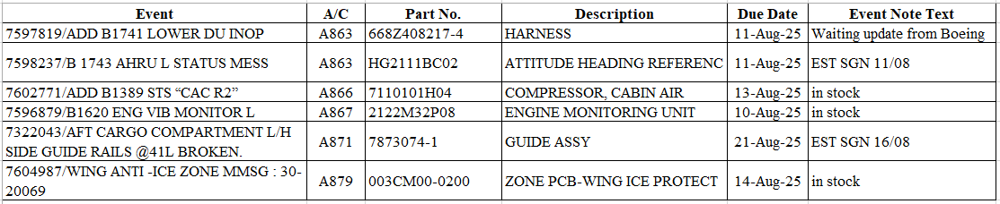 Event A/C Part No. Description Due Date Event Note Text
7597819/ADD B1741 LOWER DU INOP A863 668Z408217-4 HARNESS 11-Aug-25 Waiting update from Boeing
7598237/B 1743 AHRU L STATUS MESS A863 HG2111BC02 ATTITUDE HEADING REFERENC 11-Aug-25 EST SGN 11/08
7602771/ADD B1389 STS “CAC R2” A866 7110101H04 COMPRESSOR, CABIN AIR 13-Aug-25 in stock
7596879/B1620 ENG VIB MONITOR L A867 2122M32P08 ENGINE MONITORING UNIT 10-Aug-25 in stock
7322043/AFT CARGO COMPARTMENT L/H
SIDE GUIDE RAILS @41L BROKEN. A871 7873074-1 GUIDE ASSY 21-Aug-25 EST SGN 16/08
7604987/WING ANTI -ICE ZONE MMSG : 30-
20069 A879 003CM00-0200 ZONE PCB-WING ICE PROTECT 14-Aug-25 in stock